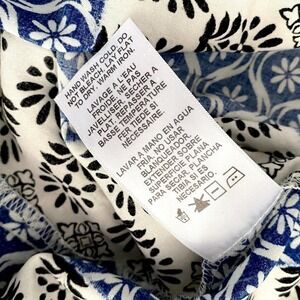 HAND WASH COLD. DO
NOT BLEACH. LAY FLAT
TO DRY. WARM IRON.
LAVAGE À L'EAU
FROIDE. NE PAS
JAVELLISER. SÉCHER À
PLAT. REPASSER À
BASSE TEMPÉRATURE
SI NÉCESSAIRE
LAVAR A MANO EN AGUA
FRÍA. NO USAR
BLANQUEADOR.
EXTENDER SOBRE
SUPERFICIE PLANA
PARA SECAR. PLANCHA
TIBIA SI ES
NECESARIO.